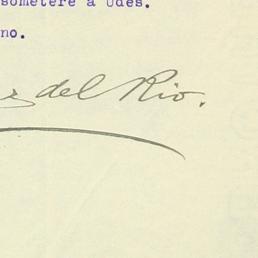 sometere a Udes.
no.
z del Rio.